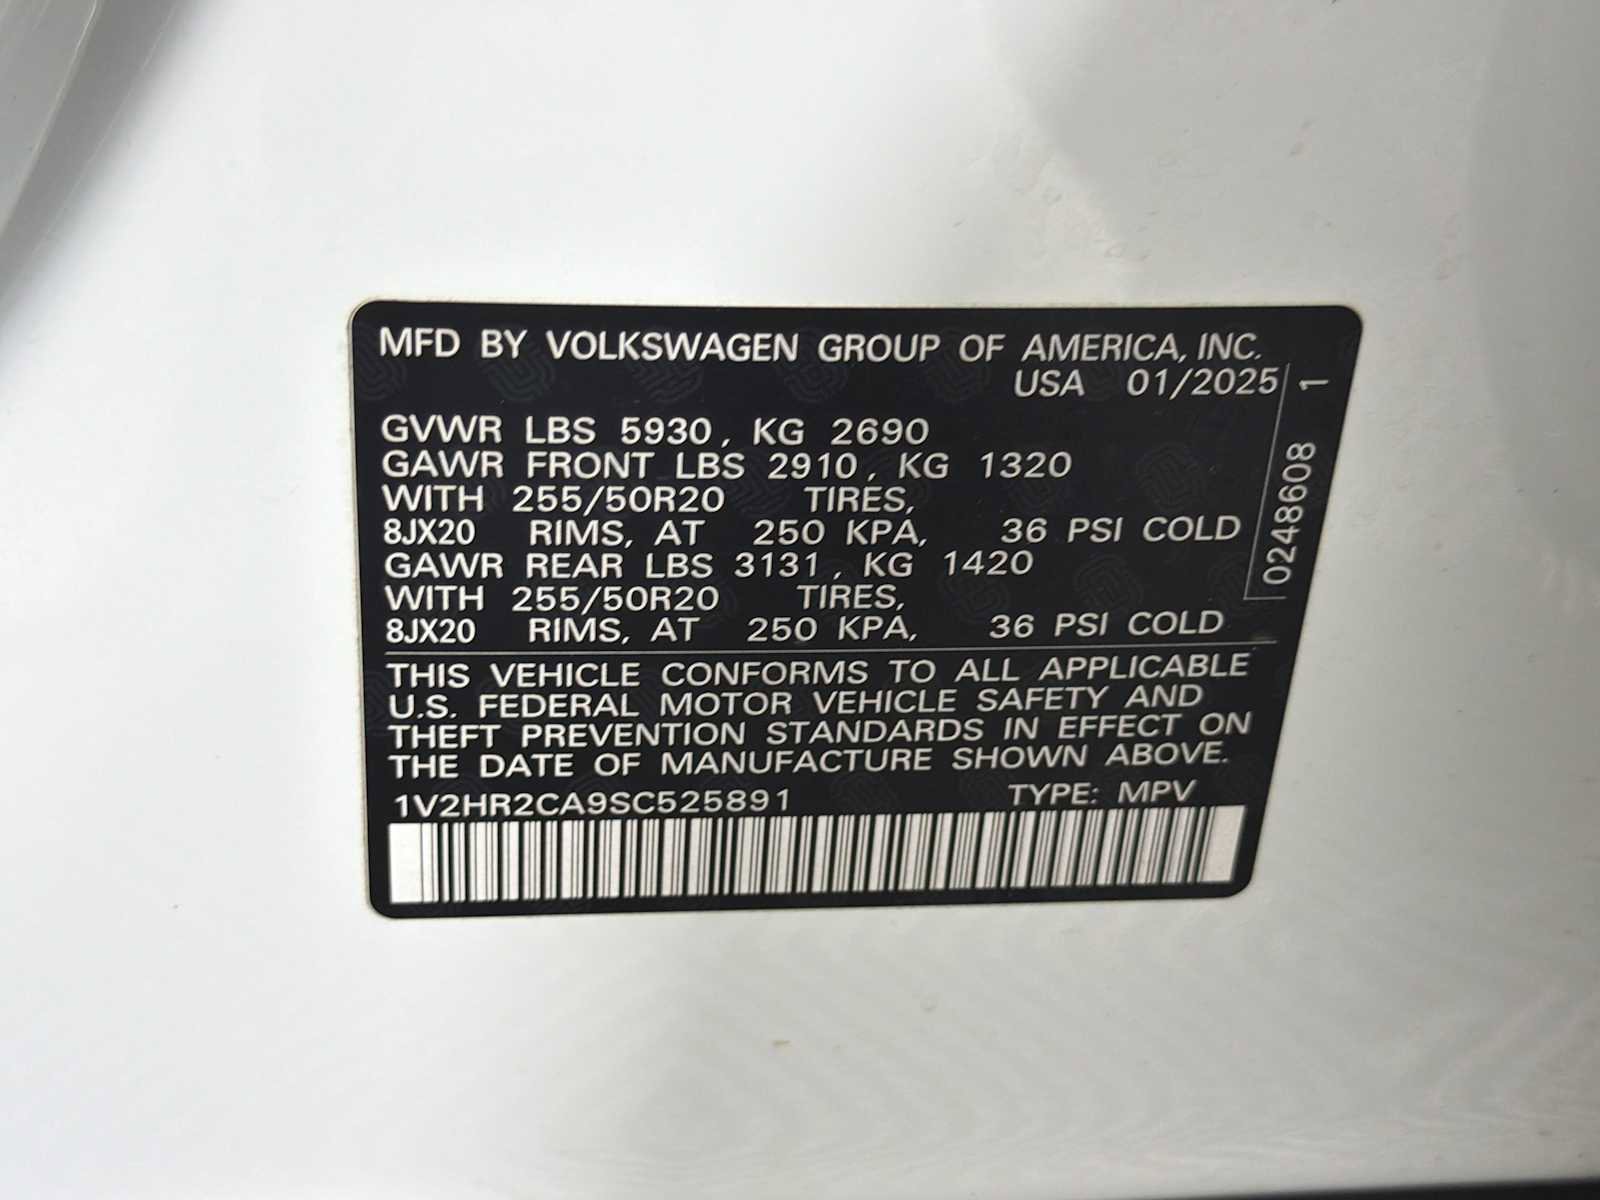 MFD BY VOLKSWAGEN GROUP OF AMERICA, INC.
USA 01/2025
GVWR LBS 5930, KG 2690
GAWR FRONT LBS 2910, KG 1320
WITH 255/50R20 TIRES,
8JX20 RIMS, AT 250 KPA, 36 PSI COLD
GAWR REAR LBS 3131, KG 1420
WITH 255/50R20 TIRES,
8JX20 RIMS, AT 250 KPA, 36 PSI COLD
0248608 1
THIS VEHICLE CONFORMS TO ALL APPLICABLE
U.S. FEDERAL MOTOR VEHICLE SAFETY AND
THEFT PREVENTION STANDARDS IN EFFECT ON
THE DATE OF MANUFACTURE SHOWN ABOVE.
1V2HR2CA9SC525891 TYPE: MPV